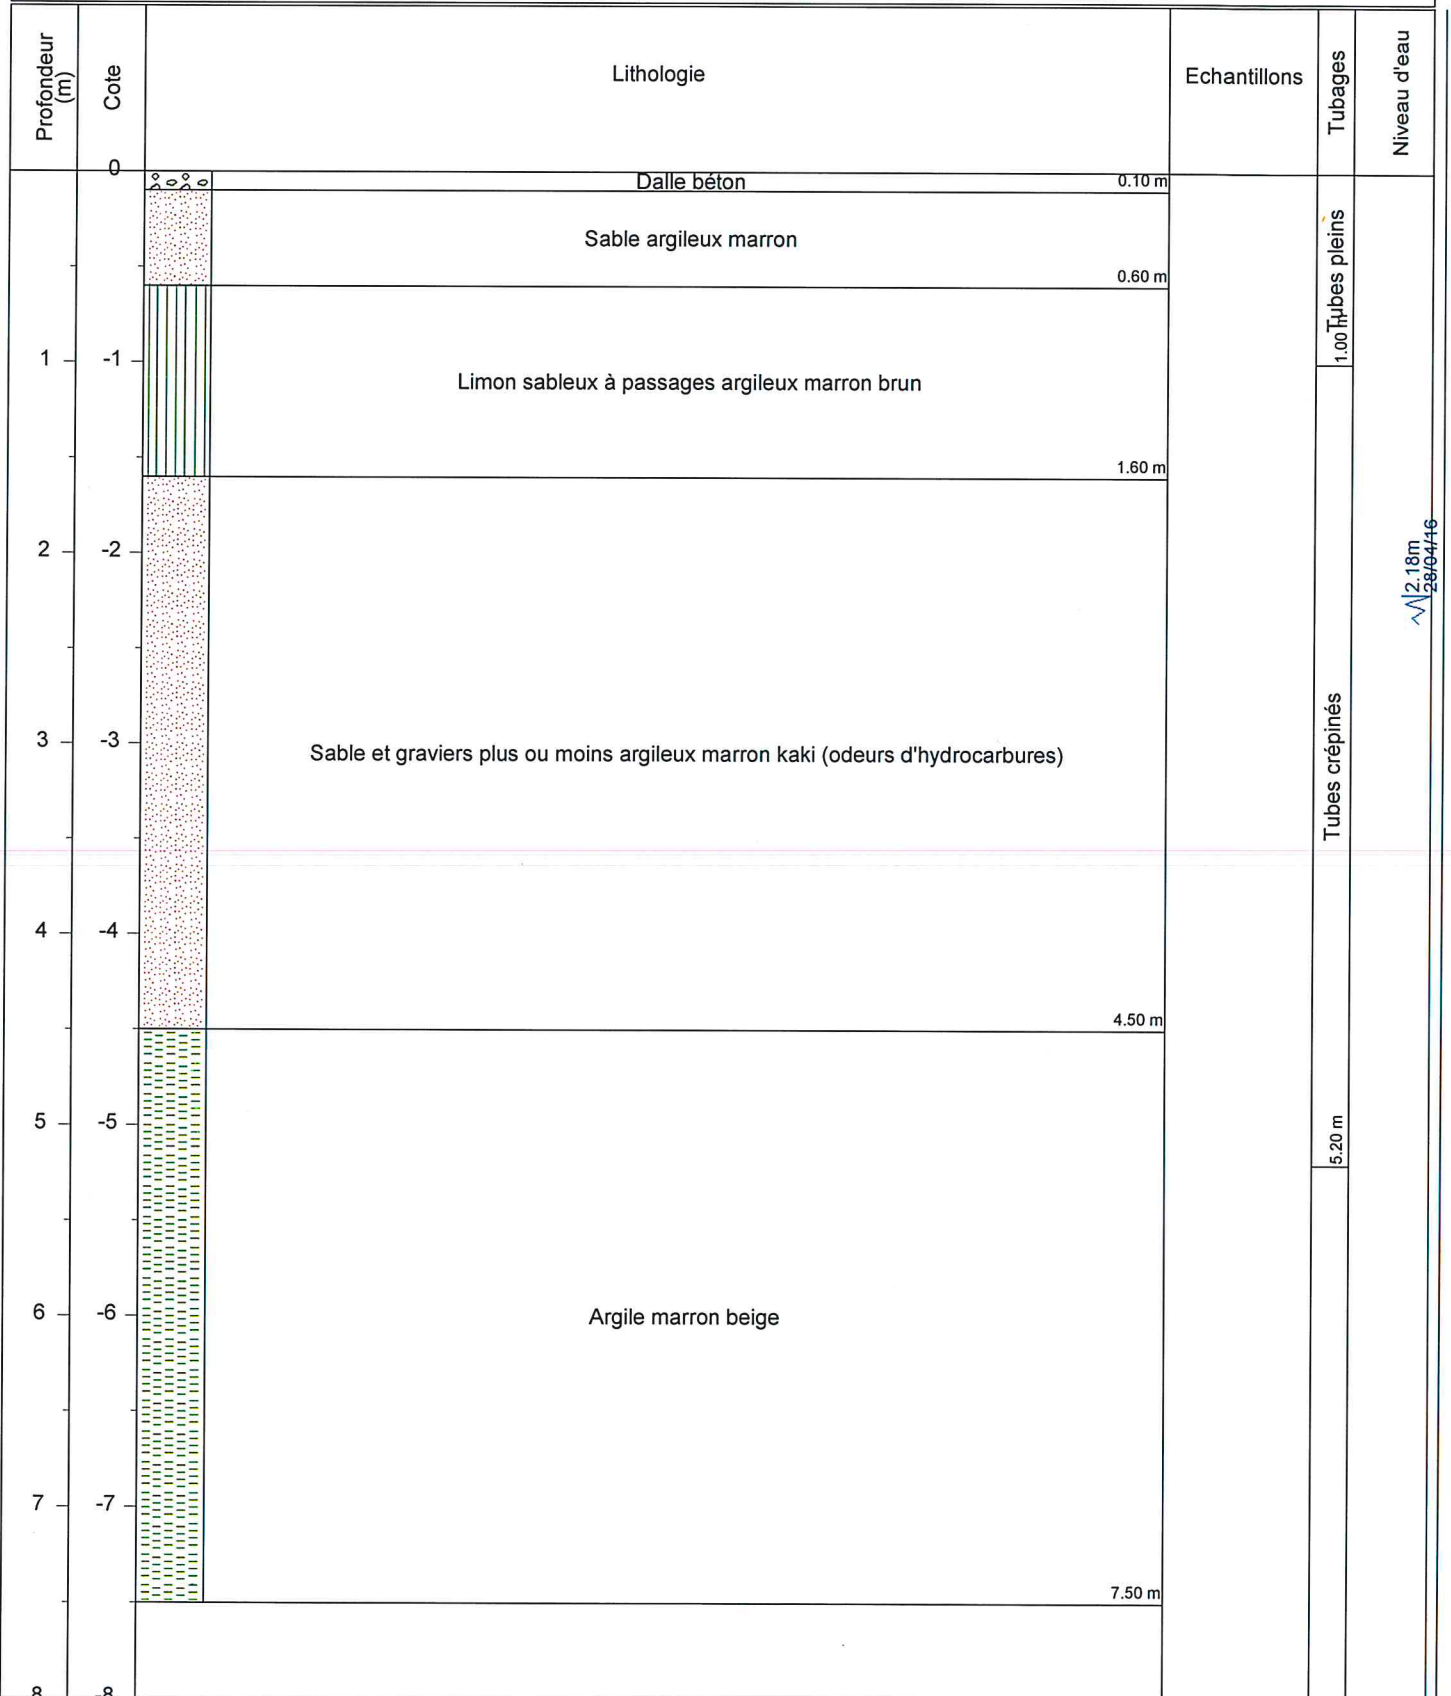 Profondeur
(m)
Cote
Lithologie
Echantillons
Tubages
Niveau d'eau
0
Dalle béton
0.10 m
Sable argileux marron
0.60 m
Tubes pleins
1.00 m
1
-1
Limon sableux à passages argileux marron brun
1.60 m
2
-2
2.18m
28/04/16
3
-3
Sable et graviers plus ou moins argileux marron kaki (odeurs d'hydrocarbures)
Tubes crépinés
4
-4
4.50 m
5
-5
5.20 m
6
-6
Argile marron beige
7
-7
7.50 m
8
-8